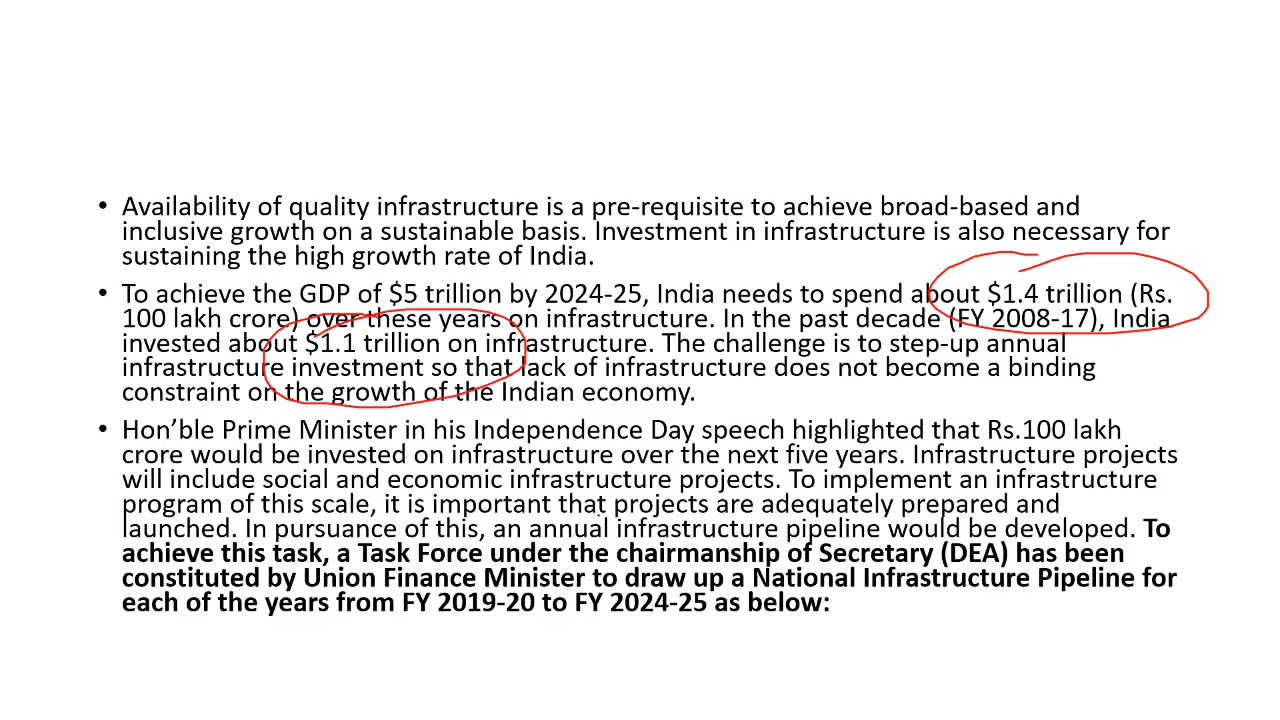 • Availability of quality infrastructure is a pre-requisite to achieve broad-based and
inclusive growth on a sustainable basis. Investment in infrastructure is also necessary for
sustaining the high growth rate of India.
• To achieve the GDP of $5 trillion by 2024-25, India needs to spend about $1.4 trillion (Rs.
100 lakh crore) over these years on infrastructure. In the past decade (FY 2008-17), India
invested about $1.1 trillion on infrastructure. The challenge is to step-up annual
infrastructure investment so that lack of infrastructure does not become a binding
constraint on the growth of the Indian economy.
• Hon’ble Prime Minister in his Independence Day speech highlighted that Rs.100 lakh
crore would be invested on infrastructure over the next five years. Infrastructure projects
will include social and economic infrastructure projects. To implement an infrastructure
program of this scale, it is important that projects are adequately prepared and
launched. In pursuance of this, an annual infrastructure pipeline would be developed. To
achieve this task, a Task Force under the chairmanship of Secretary (DEA) has been
constituted by Union Finance Minister to draw up a National Infrastructure Pipeline for
each of the years from FY 2019-20 to FY 2024-25 as below: